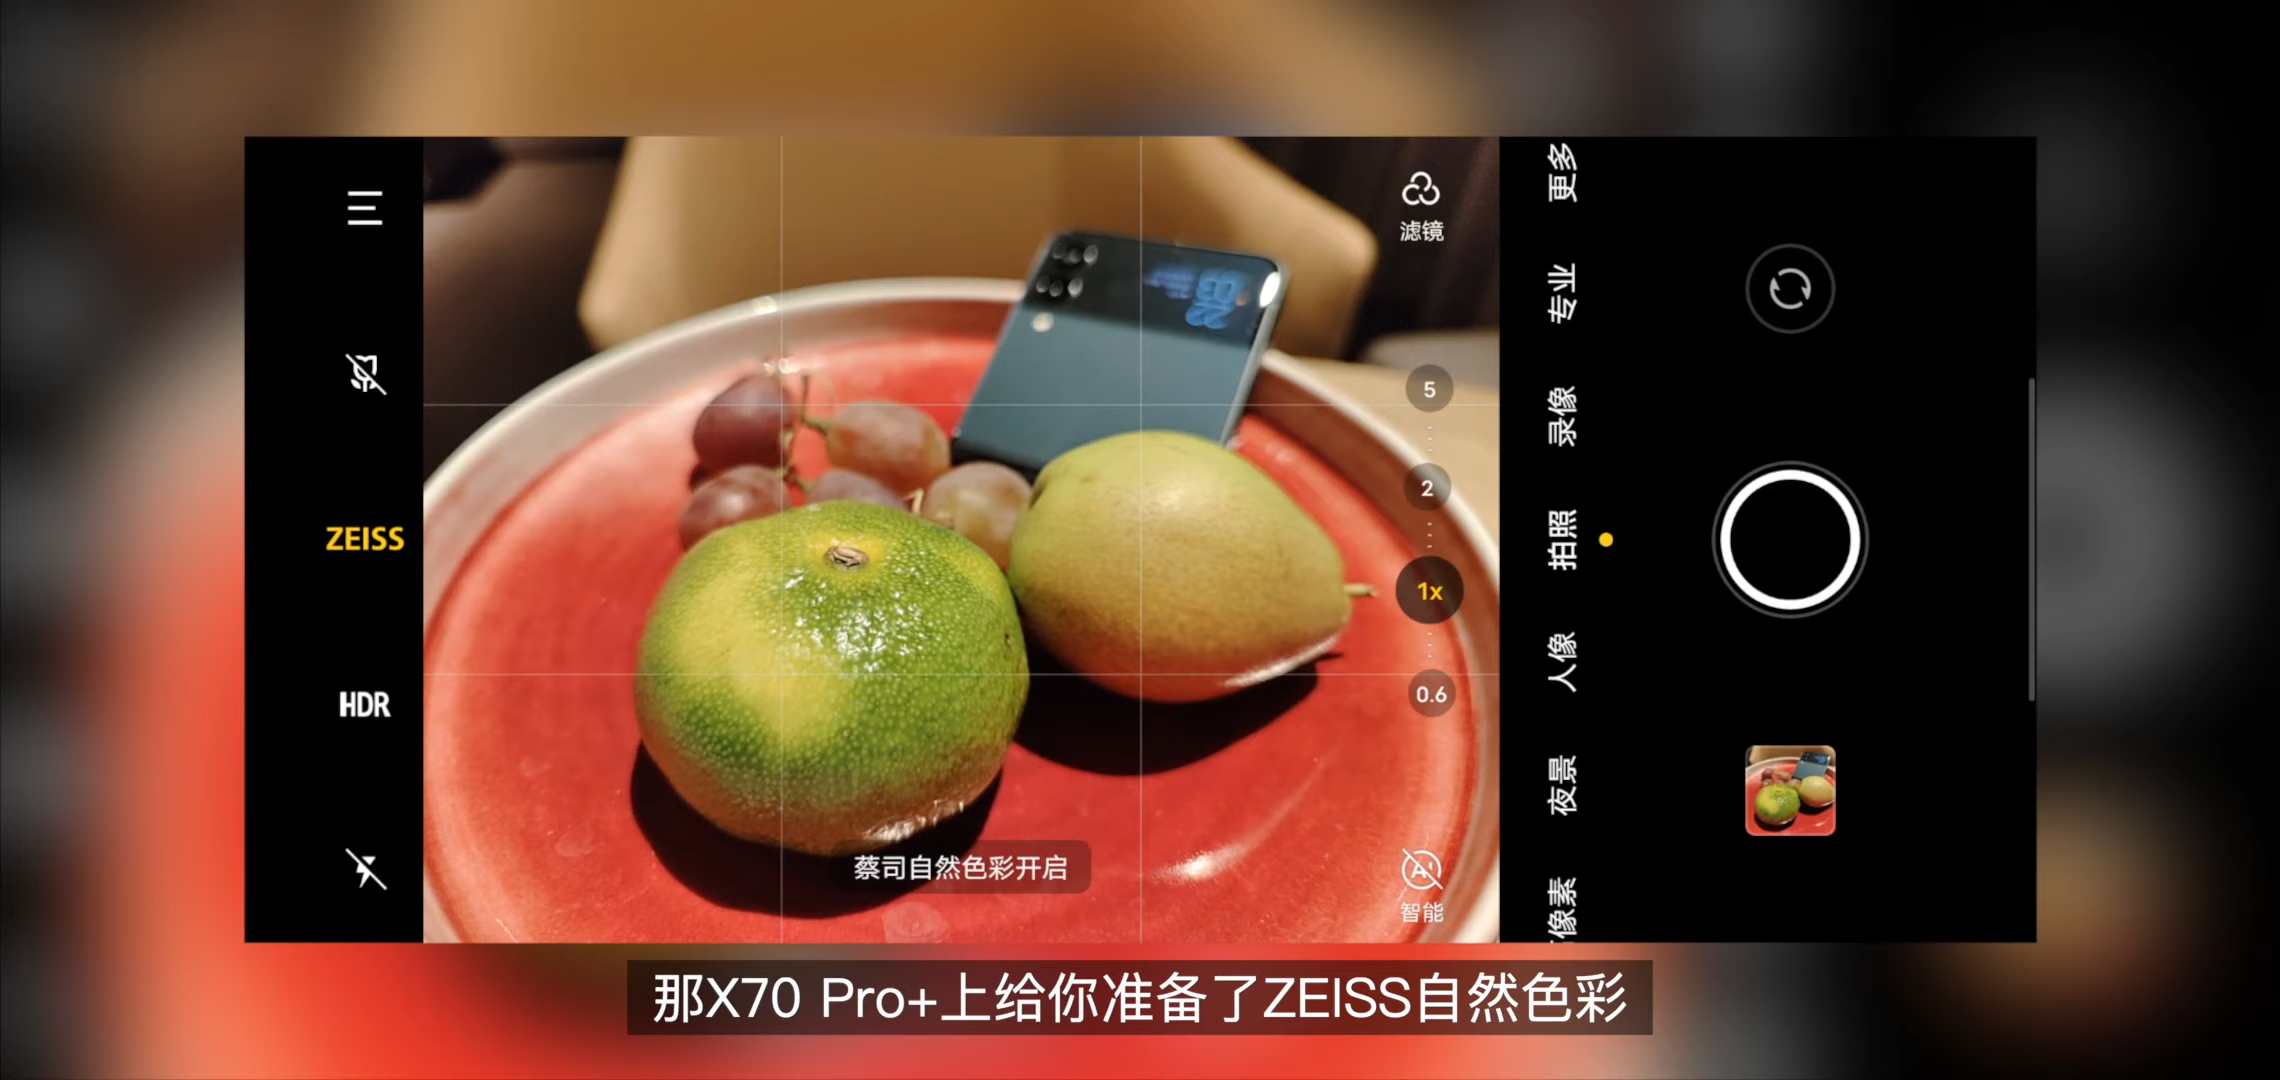 ZEISS
HDR
滤镜
5
2
1x
0.6
蔡司自然色彩开启
智能
更多
专业
录像
拍照
人像
夜景
像素
那X70 Pro+上给你准备了ZEISS自然色彩